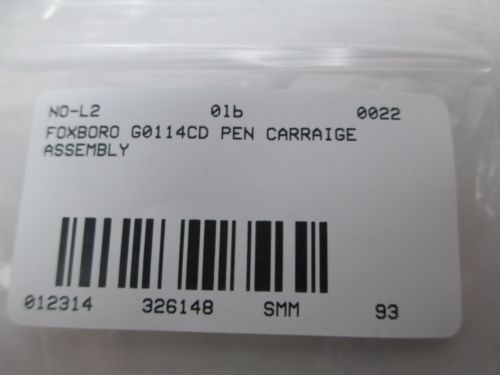 NO-L2 01b 0022
FOXBORO G0114CD PEN CARRAIGE
ASSEMBLY
012314 326148 SMM 93